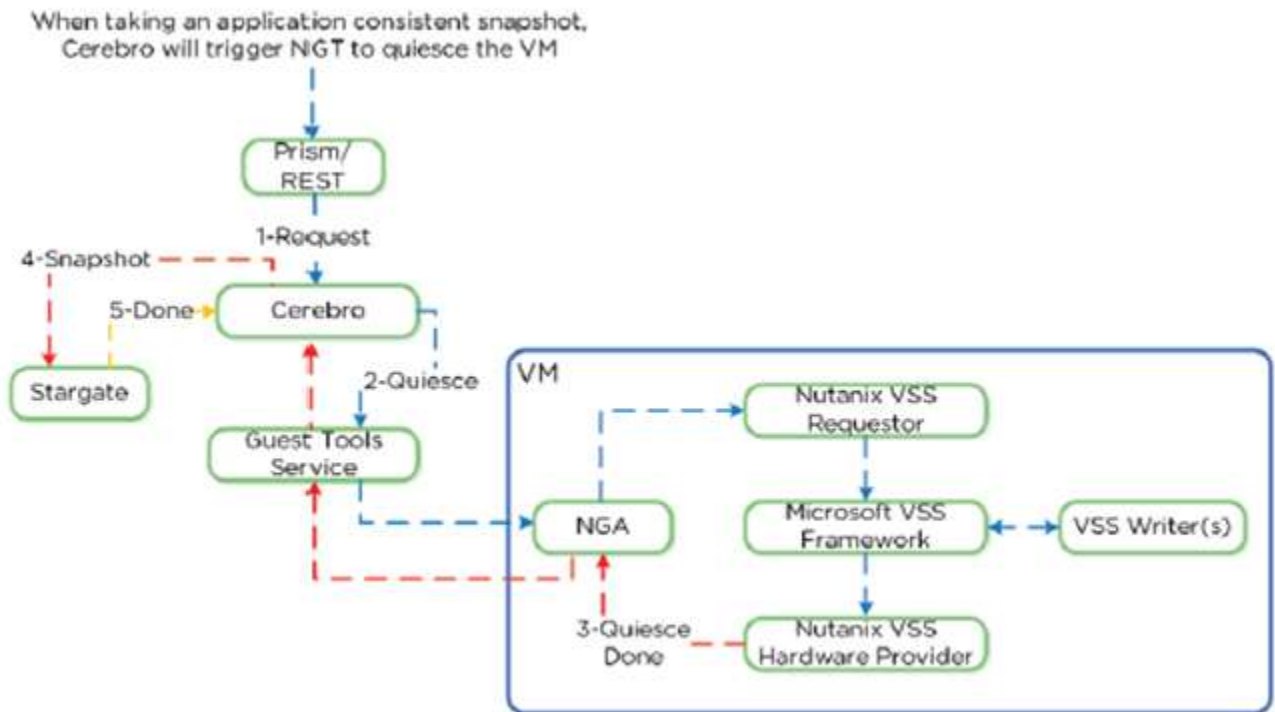 When taking an application consistent snapshot,
Cerebro will trigger NGT to quiesce the VM
Prism/
REST
1-Request
4-Snapshot
5-Done
Cerebro
Stargate
2-Quiesce
Guest Tools
Service
VM
Nutanix VSS
Requestor
NGA
Microsoft VSS
Framework
VSS Writer(s)
3-Quiesce
Done
Nutanix VSS
Hardware Provider